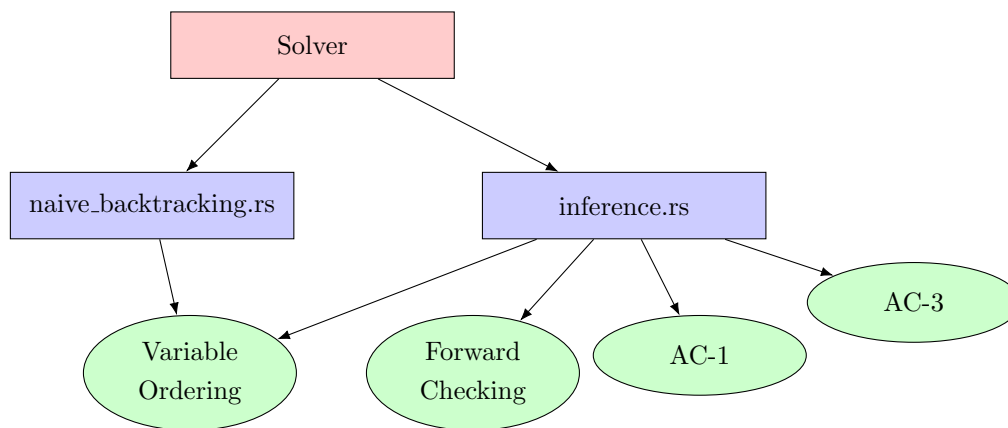 Solver
naive_backtracking.rs
inference.rs
AC-3
Variable
Ordering
Forward
Checking
AC-1